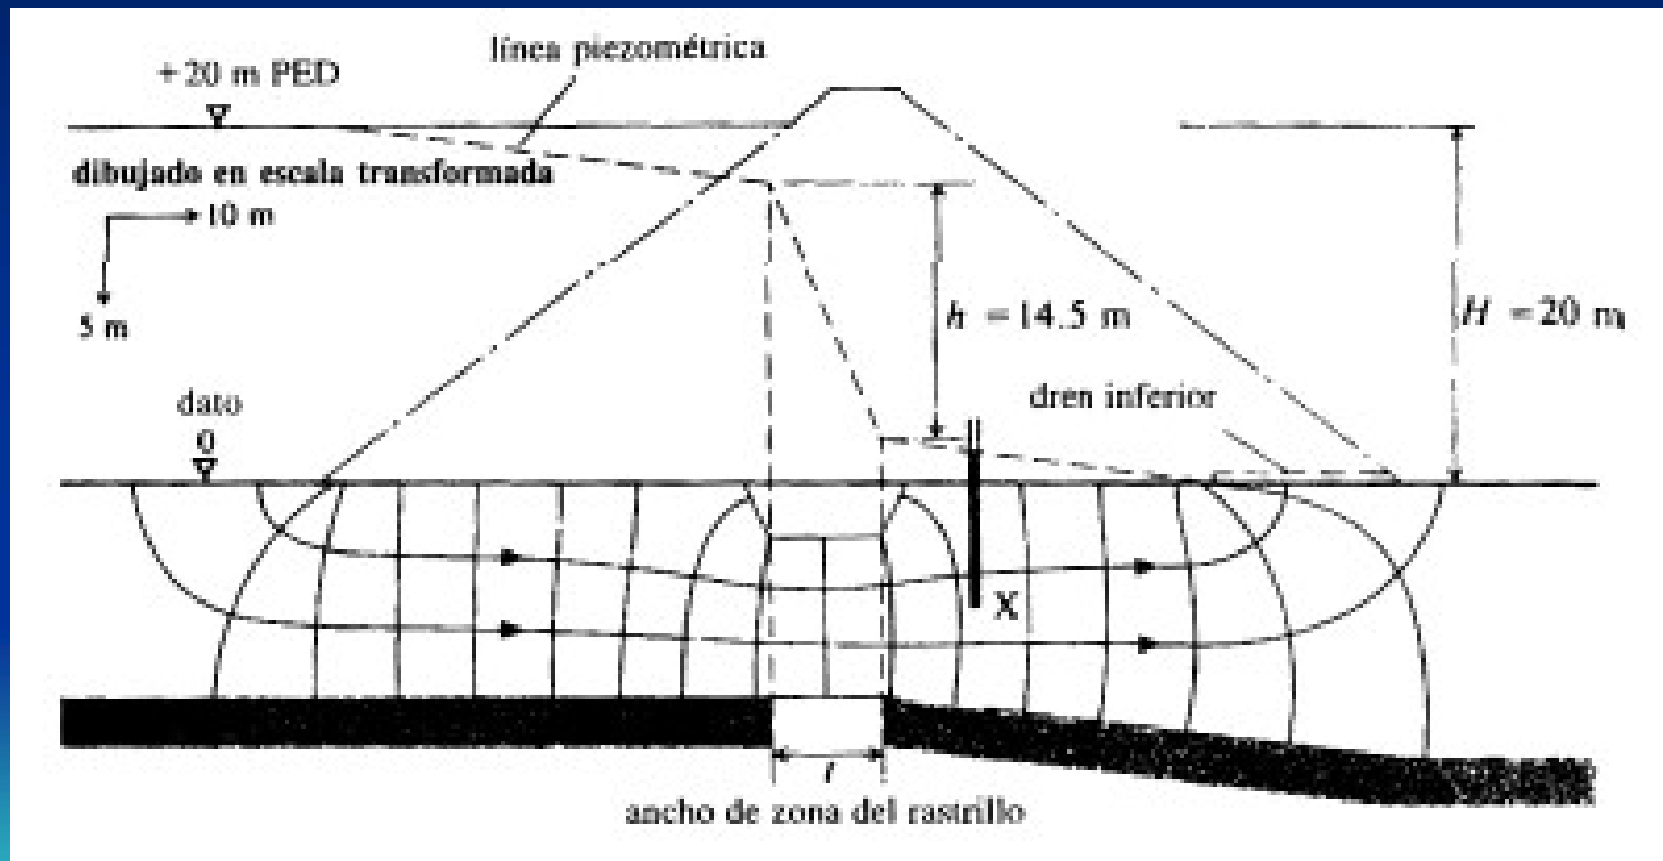 línea piezométrica
+20 m PED
dibujado en escala transformada
10 m
5 m
h = 14.5 m
H = 20 m
dren inferior
dato
0
X
ancho de zona del rastrillo